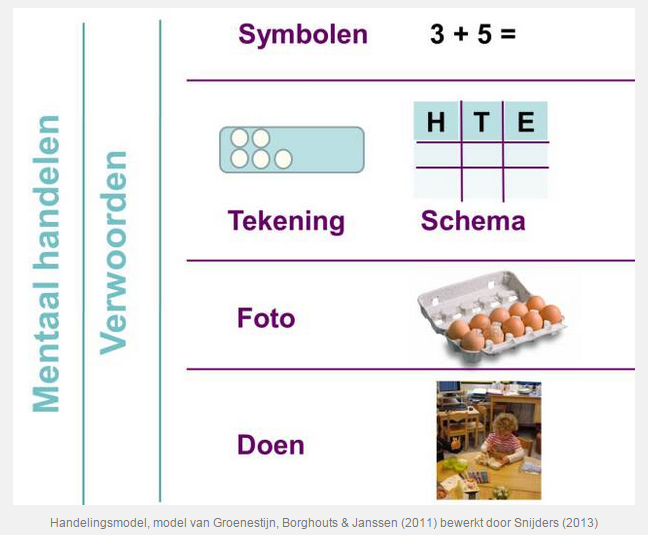 Mentaal handelen
Verwoorden
Symbolen 3 + 5 =
H T E
Tekening Schema
Foto
Doen
Handelingsmodel, model van Groenestijn, Borghouts & Janssen (2011) bewerkt door Snijders (2013)